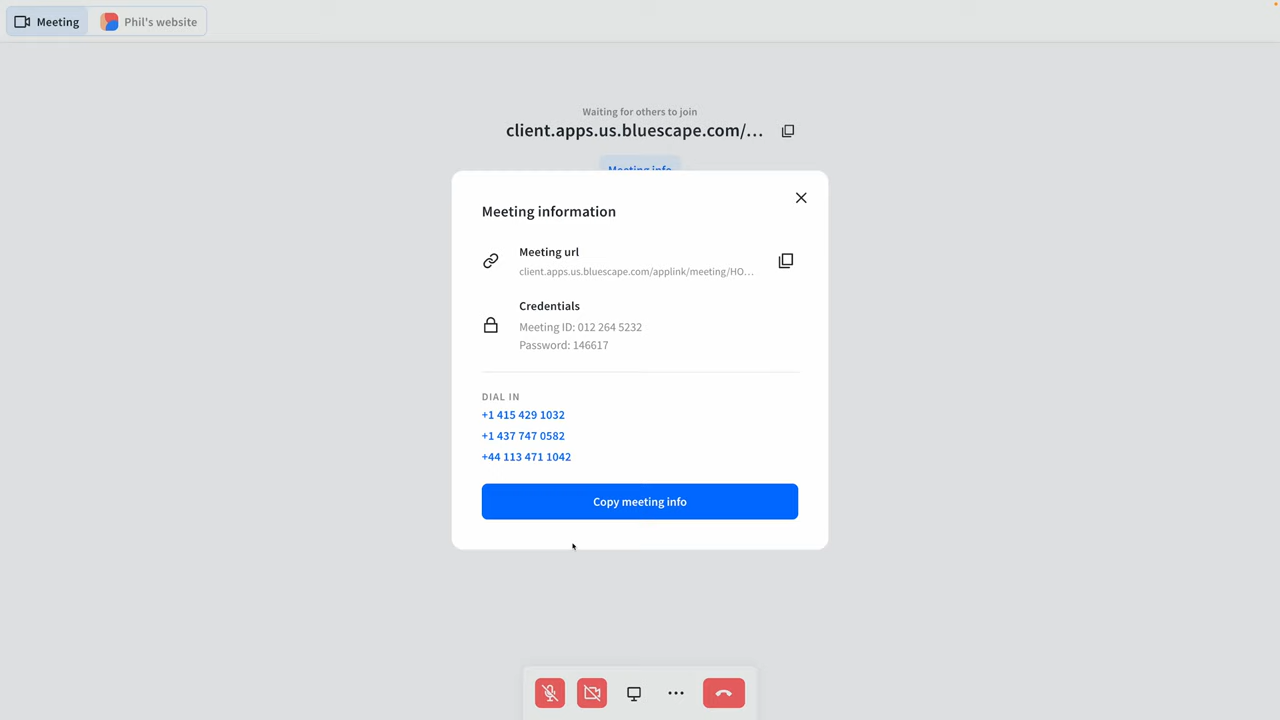 Meeting
Phil's website
Waiting for others to join
client.apps.us.bluescape.com/...
Meeting info
Meeting information
Meeting url
client.apps.us.bluescape.com/applink/meeting/HO...
Credentials
Meeting ID: 012 264 5232
Password: 146617
DIAL IN
+1 415 429 1032
+1 437 747 0582
+44 113 471 1042
Copy meeting info